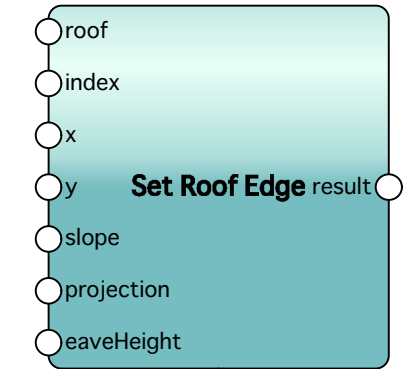 roof
index
x
y Set Roof Edge result
slope
projection
eaveHeight